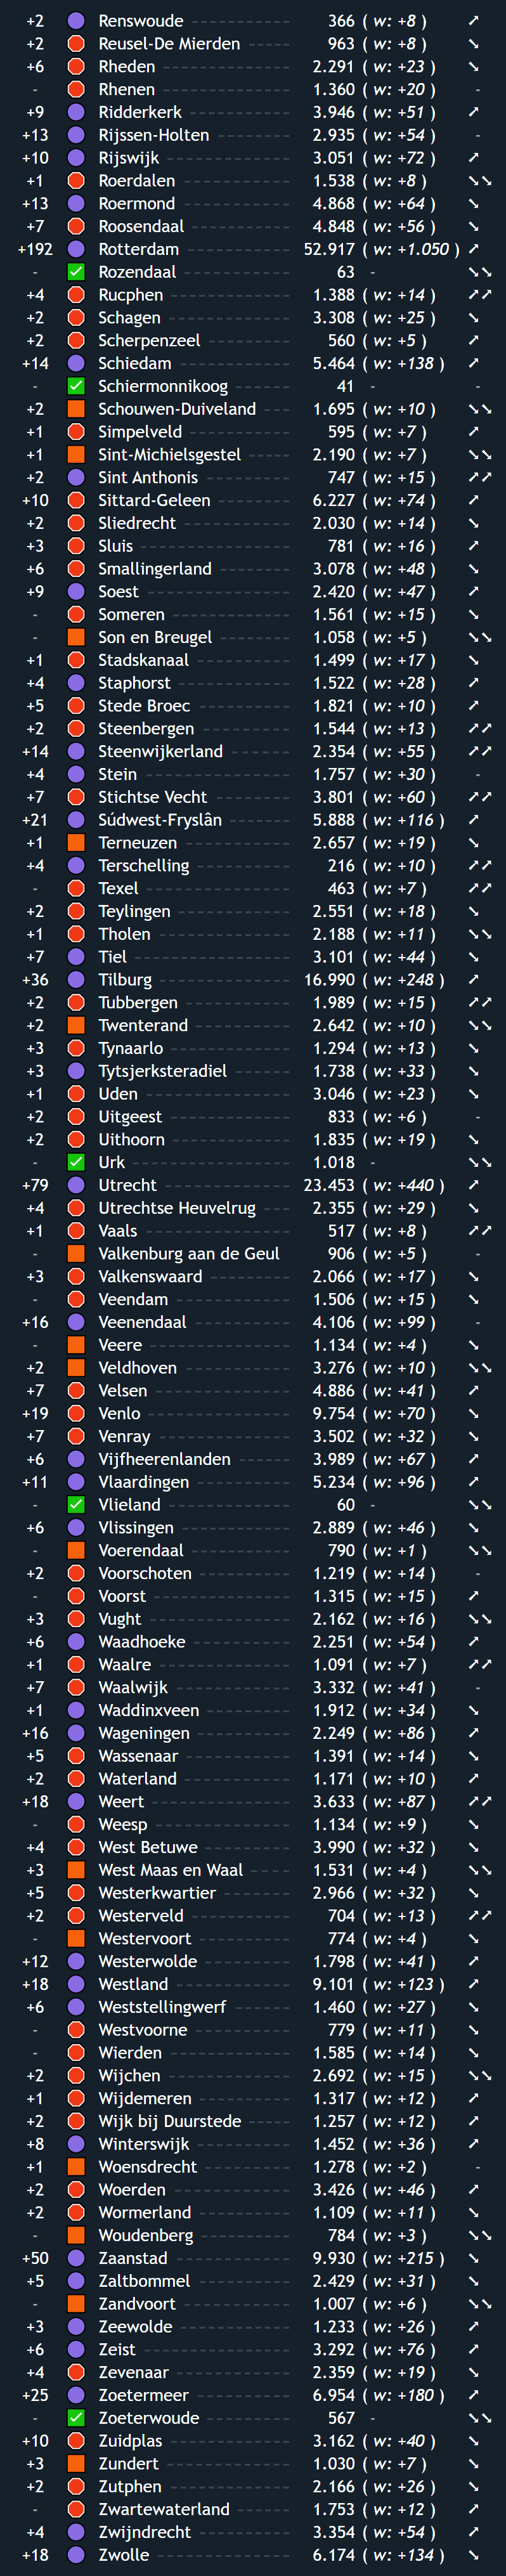 +2 Renswoude 366 ( w: +8 ) ➚
+2 Reusel-De Mierden 963 ( w: +8 ) ➘
+6 Rheden 2.291 ( w: +23 ) ➘
- Rhenen 1.360 ( w: +20 ) -
+9 Ridderkerk 3.946 ( w: +51 ) ➚
+13 Rijssen-Holten 2.935 ( w: +54 ) -
+10 Rijswijk 3.051 ( w: +72 ) ➚
+1 Roerdalen 1.538 ( w: +8 ) ➘➘
+13 Roermond 4.868 ( w: +64 ) ➘
+7 Roosendaal 4.848 ( w: +56 ) ➘
+192 Rotterdam 52.917 ( w: +1.050 ) ➚
- Rozendaal 63 - ➘➘
+4 Rucphen 1.388 ( w: +14 ) ➚➚
+2 Schagen 3.308 ( w: +25 ) ➘
+2 Scherpenzeel 560 ( w: +5 ) ➚
+14 Schiedam 5.464 ( w: +138 ) ➚
- Schiermonnikoog 41 - -
+2 Schouwen-Duiveland 1.695 ( w: +10 ) ➘➘
+1 Simpelveld 595 ( w: +7 ) ➚
+1 Sint-Michielsgestel 2.190 ( w: +7 ) ➘➘
+2 Sint Anthonis 747 ( w: +15 ) ➚➚
+10 Sittard-Geleen 6.227 ( w: +74 ) ➚
+2 Sliedrecht 2.030 ( w: +14 ) ➘
+3 Sluis 781 ( w: +16 ) ➚
+6 Smallingerland 3.078 ( w: +48 ) ➘
+9 Soest 2.420 ( w: +47 ) ➚
- Someren 1.561 ( w: +15 ) ➘
- Son en Breugel 1.058 ( w: +5 ) ➘➘
+1 Stadskanaal 1.499 ( w: +17 ) ➘
+4 Staphorst 1.522 ( w: +28 ) ➚
+5 Stede Broec 1.821 ( w: +10 ) ➚
+2 Steenbergen 1.544 ( w: +13 ) ➚➚
+14 Steenwijkerland 2.354 ( w: +55 ) ➚➚
+4 Stein 1.757 ( w: +30 ) -
+7 Stichtse Vecht 3.801 ( w: +60 ) ➚➚
+21 Súdwest-Fryslân 5.888 ( w: +116 ) ➚
+1 Terneuzen 2.657 ( w: +19 ) ➘
+4 Terschelling 216 ( w: +10 ) ➚➚
- Texel 463 ( w: +7 ) ➚➚
+2 Teylingen 2.551 ( w: +18 ) ➘
+1 Tholen 2.188 ( w: +11 ) ➘➘
+7 Tiel 3.101 ( w: +44 ) ➘
+36 Tilburg 16.990 ( w: +248 ) ➚
+2 Tubbergen 1.989 ( w: +15 ) ➚➚
+2 Twenterand 2.642 ( w: +10 ) ➘➘
+3 Tynaarlo 1.294 ( w: +13 ) ➘
+3 Tytsjerksteradiel 1.738 ( w: +33 ) ➘
+1 Uden 3.046 ( w: +23 ) ➘
+2 Uitgeest 833 ( w: +6 ) -
+2 Uithoorn 1.835 ( w: +19 ) ➘
- Urk 1.018 - ➘➘
+79 Utrecht 23.453 ( w: +440 ) ➚
+4 Utrechtse Heuvelrug 2.355 ( w: +29 ) ➘
+1 Vaals 517 ( w: +8 ) ➚➚
- Valkenburg aan de Geul 906 ( w: +5 ) -
+3 Valkenswaard 2.066 ( w: +17 ) ➘
- Veendam 1.506 ( w: +15 ) ➘
+16 Veenendaal 4.106 ( w: +99 ) -
- Veere 1.134 ( w: +4 ) ➘
+2 Veldhoven 3.276 ( w: +10 ) ➘➘
+7 Velsen 4.886 ( w: +41 ) ➚
+19 Venlo 9.754 ( w: +70 ) ➘
+7 Venray 3.502 ( w: +32 ) ➘
+6 Vijfheerenlanden 3.989 ( w: +67 ) ➚
+11 Vlaardingen 5.234 ( w: +96 ) ➚
- Vlieland 60 - ➘➘
+6 Vlissingen 2.889 ( w: +46 ) ➘
- Voerendaal 790 ( w: +1 ) ➘➘
+2 Voorschoten 1.219 ( w: +14 ) -
- Voorst 1.315 ( w: +15 ) ➚
+3 Vught 2.162 ( w: +16 ) ➘➘
+6 Waadhoeke 2.251 ( w: +54 ) ➚
+1 Waalre 1.091 ( w: +7 ) ➚➚
+7 Waalwijk 3.332 ( w: +41 ) -
+1 Waddinxveen 1.912 ( w: +34 ) ➘
+16 Wageningen 2.249 ( w: +86 ) ➚
+5 Wassenaar 1.391 ( w: +14 ) ➘
+2 Waterland 1.171 ( w: +10 ) ➚
+18 Weert 3.633 ( w: +87 ) ➚➚
- Weesp 1.134 ( w: +9 ) ➘
+4 West Betuwe 3.990 ( w: +32 ) ➘
+3 West Maas en Waal 1.531 ( w: +4 ) ➘➘
+5 Westerkwartier 2.966 ( w: +32 ) ➘
+2 Westerveld 704 ( w: +13 ) ➚➚
- Westervoort 774 ( w: +4 ) ➘
+12 Westerwolde 1.798 ( w: +41 ) ➚
+18 Westland 9.101 ( w: +123 ) ➚
+6 Weststellingwerf 1.460 ( w: +27 ) ➘
- Westvoorne 779 ( w: +11 ) ➘
- Wierden 1.585 ( w: +14 ) ➘
+2 Wijchen 2.692 ( w: +15 ) ➘➘
+1 Wijdemeren 1.317 ( w: +12 ) ➚
+2 Wijk bij Duurstede 1.257 ( w: +12 ) ➚
+8 Winterswijk 1.452 ( w: +36 ) ➚
+1 Woensdrecht 1.278 ( w: +2 ) -
+2 Woerden 3.426 ( w: +46 ) ➚
+2 Wormerland 1.109 ( w: +11 ) ➘
- Woudenberg 784 ( w: +3 ) ➘➘
+50 Zaanstad 9.930 ( w: +215 ) ➘
+5 Zaltbommel 2.429 ( w: +31 ) ➘
- Zandvoort 1.007 ( w: +6 ) ➘➘
+3 Zeewolde 1.233 ( w: +26 ) ➚
+6 Zeist 3.292 ( w: +76 ) ➚
+4 Zevenaar 2.359 ( w: +19 ) ➘
+25 Zoetermeer 6.954 ( w: +180 ) ➚
- Zoeterwoude 567 - ➘➘
+10 Zuidplas 3.162 ( w: +40 ) ➘
+3 Zundert 1.030 ( w: +7 ) ➘
+2 Zutphen 2.166 ( w: +26 ) ➘
- Zwartewaterland 1.753 ( w: +12 ) ➚
+4 Zwijndrecht 3.354 ( w: +54 ) ➚
+18 Zwolle 6.174 ( w: +134 ) ➘